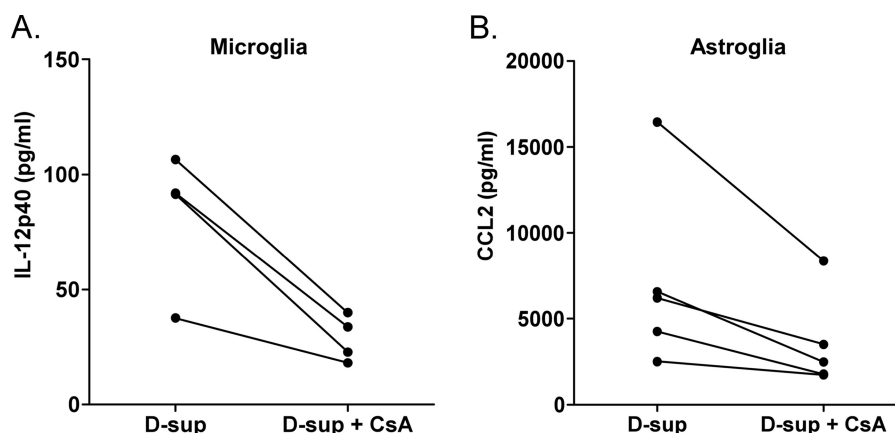 A.
Microglia
IL-12p40 (pg/ml)
150
100
50
0
D-sup
D-sup + CsA
B.
Astroglia
CCL2 (pg/ml)
20000
15000
10000
5000
0
D-sup
D-sup + CsA